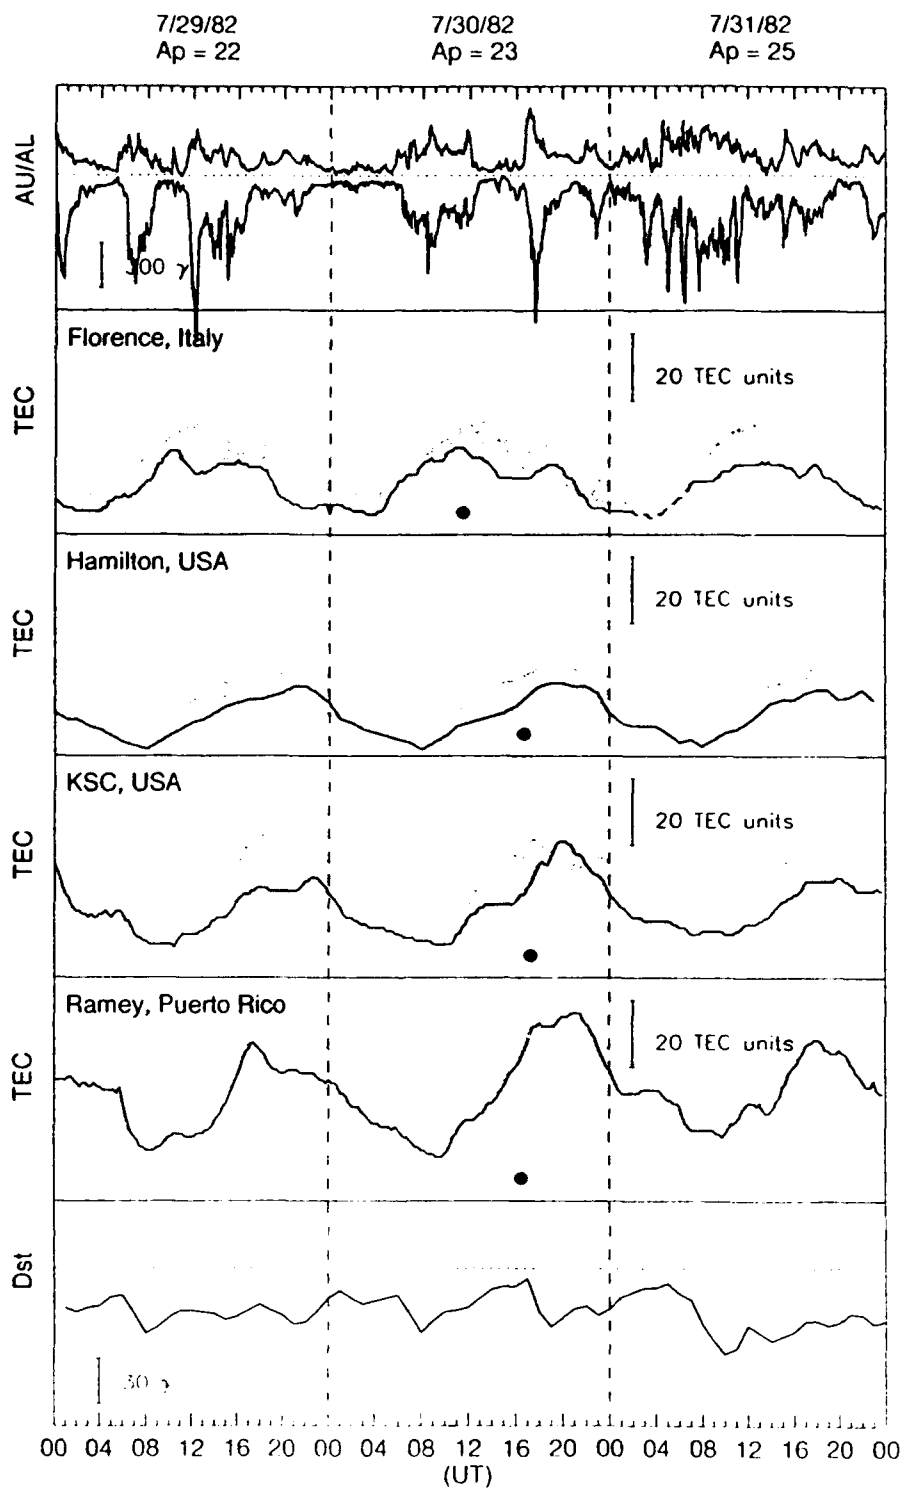 7/29/82 7/30/82 7/31/82
Ap = 22 Ap = 23 Ap = 25
AU/AL
300 γ
Florence, Italy
20 TEC units
TEC
Hamilton, USA
20 TEC units
TEC
KSC, USA
20 TEC units
TEC
Ramey, Puerto Rico
20 TEC units
TEC
Dst
30
00 04 08 12 16 20 00 04 08 12 16 20 00 04 08 12 16 20 00
(UT)